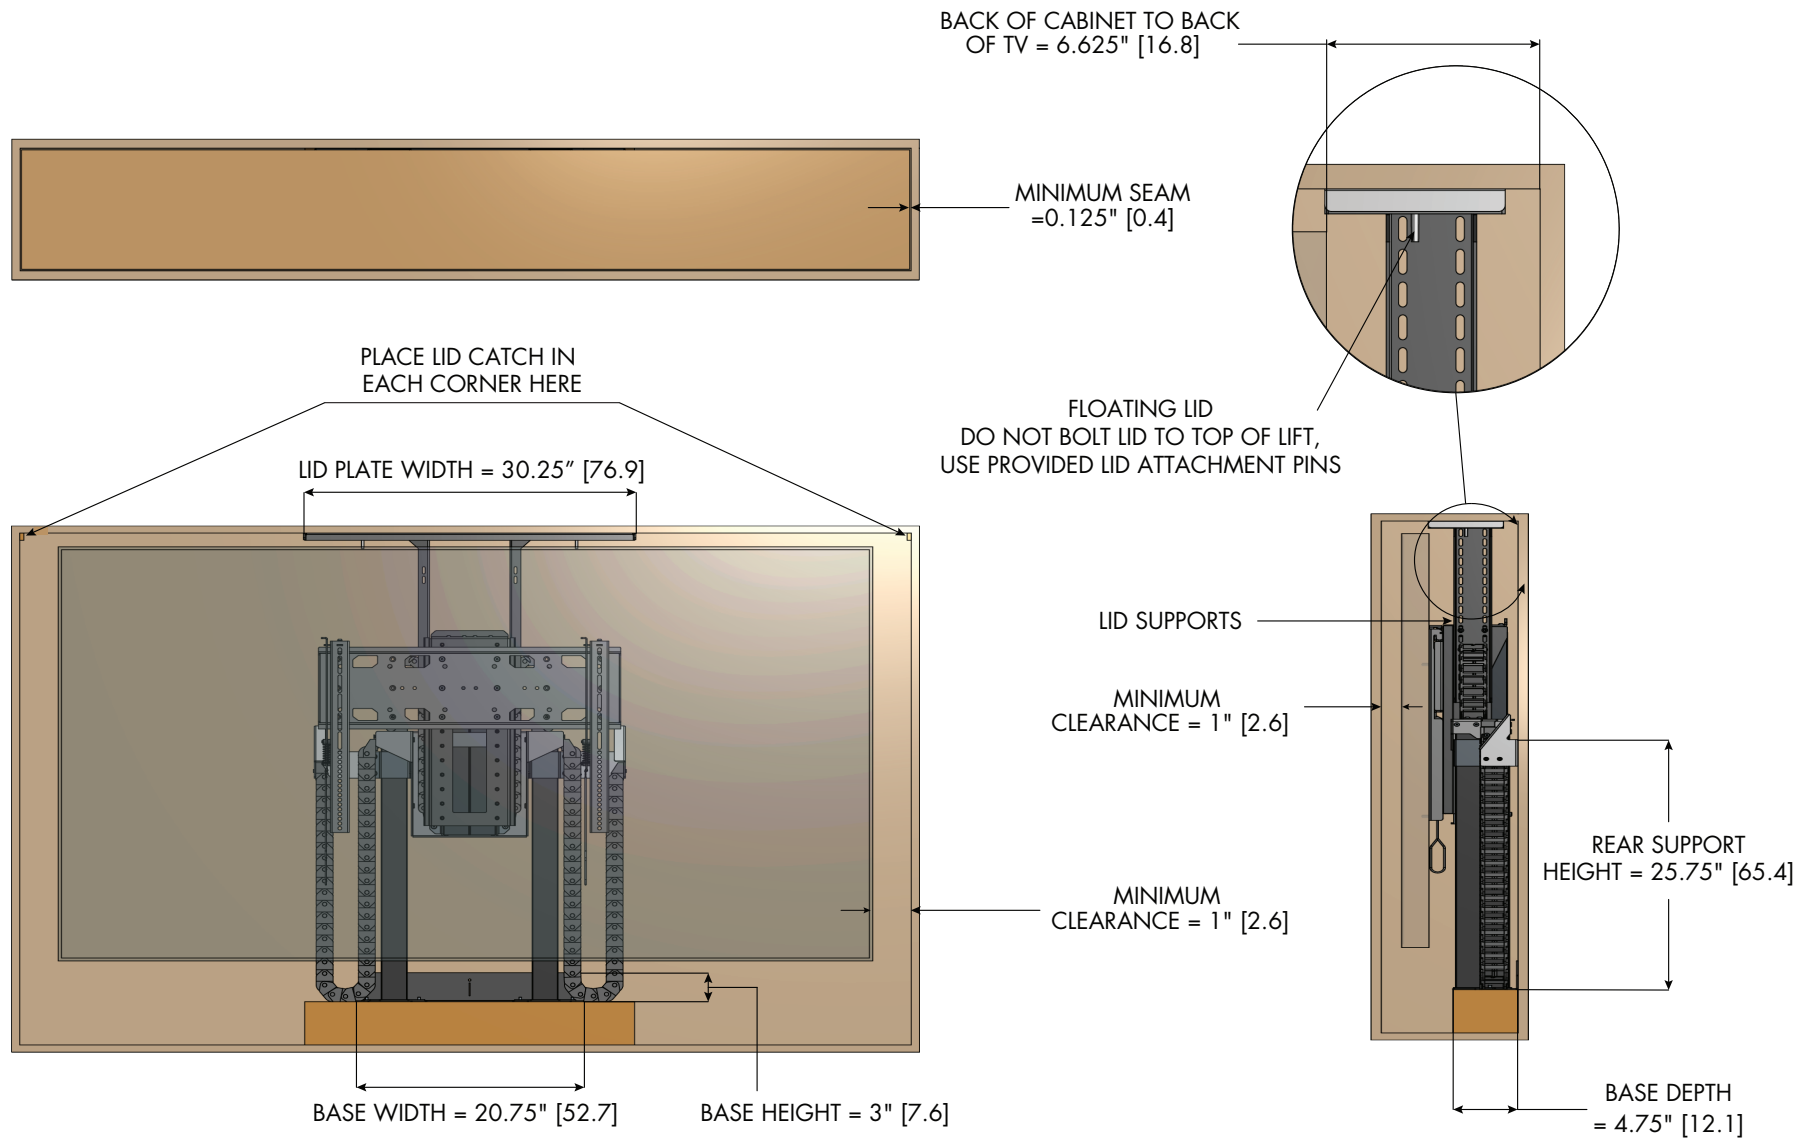 BACK OF CABINET TO BACK
OF TV = 6.625" [16.8]
MINIMUM SEAM
=0.125" [0.4]
PLACE LID CATCH IN
EACH CORNER HERE
FLOATING LID
DO NOT BOLT LID TO TOP OF LIFT,
USE PROVIDED LID ATTACHMENT PINS
LID PLATE WIDTH = 30.25” [76.9]
LID SUPPORTS
MINIMUM
CLEARANCE = 1" [2.6]
REAR SUPPORT
HEIGHT = 25.75" [65.4]
MINIMUM
CLEARANCE = 1" [2.6]
BASE WIDTH = 20.75" [52.7]
BASE HEIGHT = 3" [7.6]
BASE DEPTH
= 4.75" [12.1]